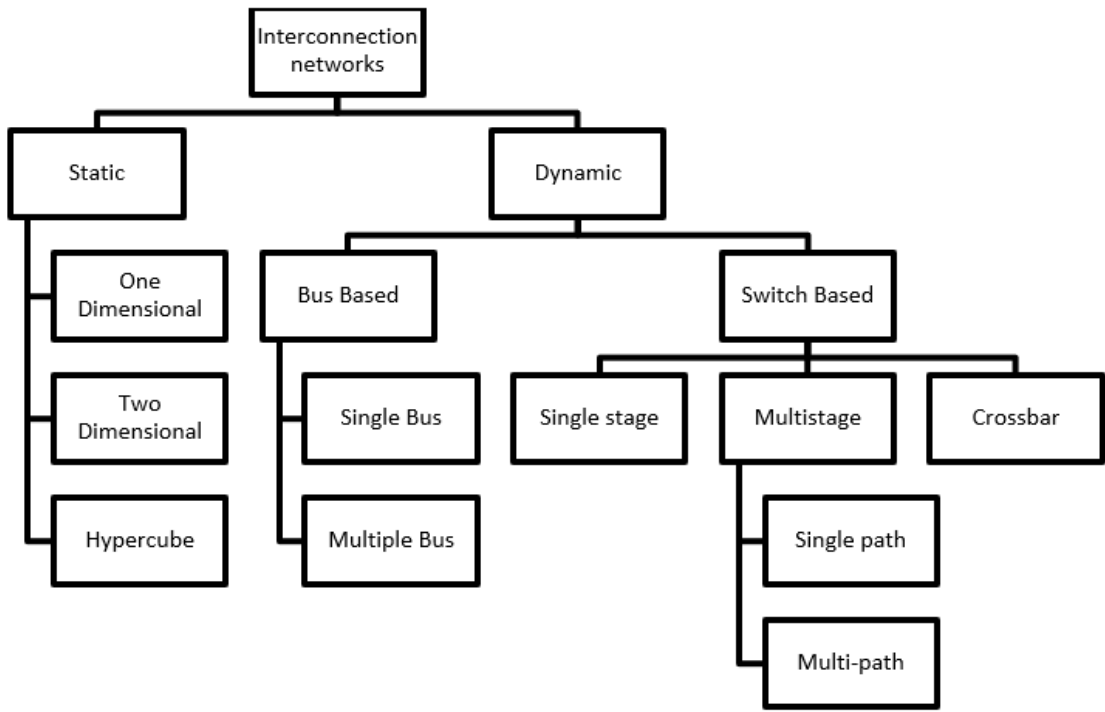 Interconnection
networks
Static
Dynamic
One
Dimensional
Bus Based
Switch Based
Two
Dimensional
Single Bus
Single stage
Multistage
Crossbar
Hypercube
Multiple Bus
Single path
Multi-path